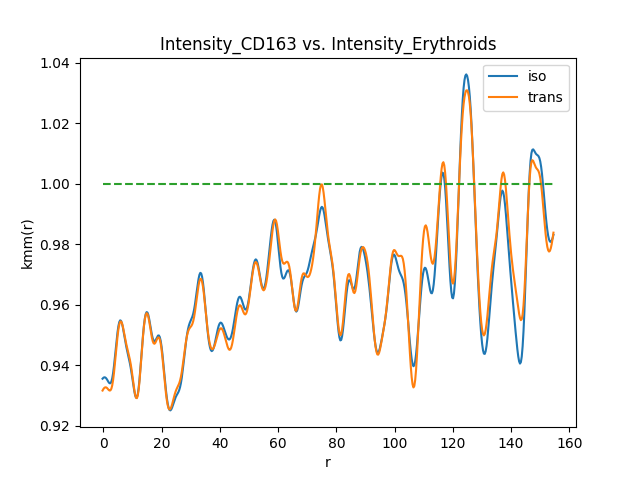 Intensity_CD163 vs. Intensity_Erythroids
iso
trans
1.04
1.02
1.00
0.98
0.96
0.94
0.92
kmm(r)
0 20 40 60 80 100 120 140 160
r